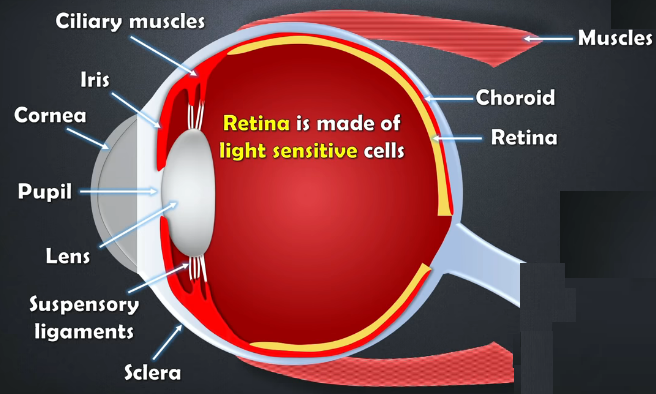 Ciliary muscles
Muscles
Iris
Choroid
Cornea
Retina is made of
light sensitive cells
Retina
Pupil
Lens
Suspensory
ligaments
Sclera